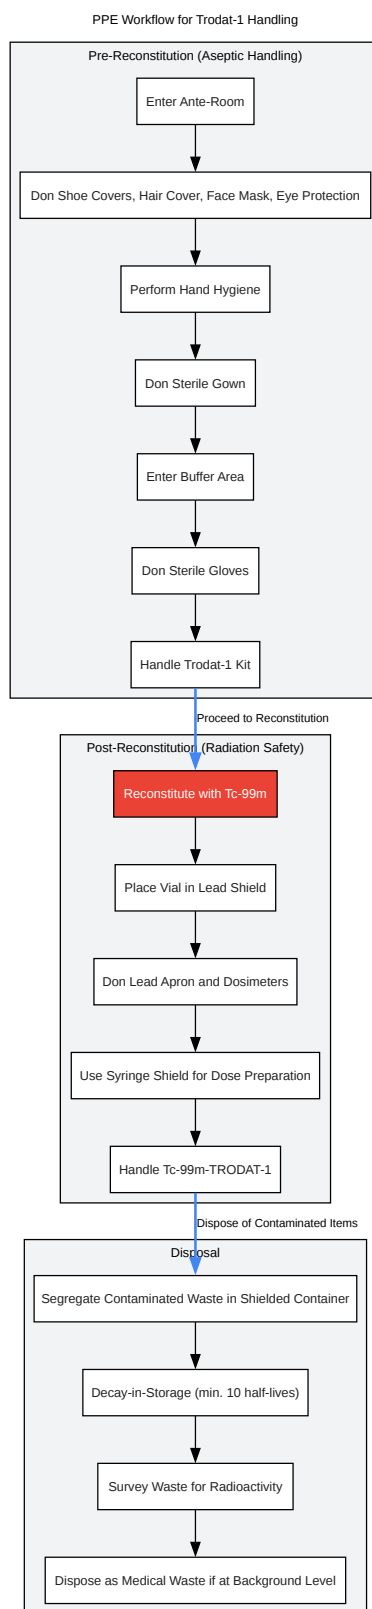 PPE Workflow for Trodat-1 Handling
Pre-Reconstitution (Aseptic Handling)
Enter Ante-Room
Don Shoe Covers, Hair Cover, Face Mask, Eye Protection
Perform Hand Hygiene
Don Sterile Gown
Enter Buffer Area
Don Sterile Gloves
Handle Trodat-1 Kit
Proceed to Reconstitution
Post-Reconstitution (Radiation Safety)
Reconstitute with Tc-99m
Place Vial in Lead Shield
Don Lead Apron and Dosimeters
Use Syringe Shield for Dose Preparation
Handle Tc-99m-TRODAT-1
Dispose of Contaminated Items
Disposal
Segregate Contaminated Waste in Shielded Container
Decay-in-Storage (min. 10 half-lives)
Survey Waste for Radioactivity
Dispose as Medical Waste if at Background Level